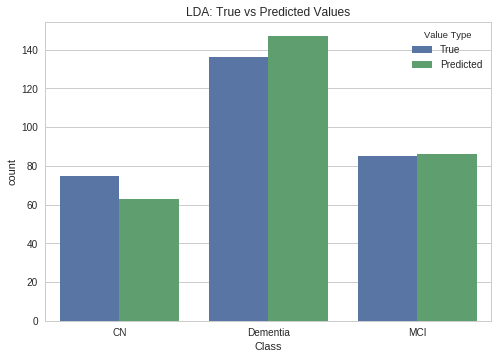 LDA: True vs Predicted Values
Value Type
True
Predicted
count
140
120
100
80
60
40
20
0
CN Dementia MCI
Class